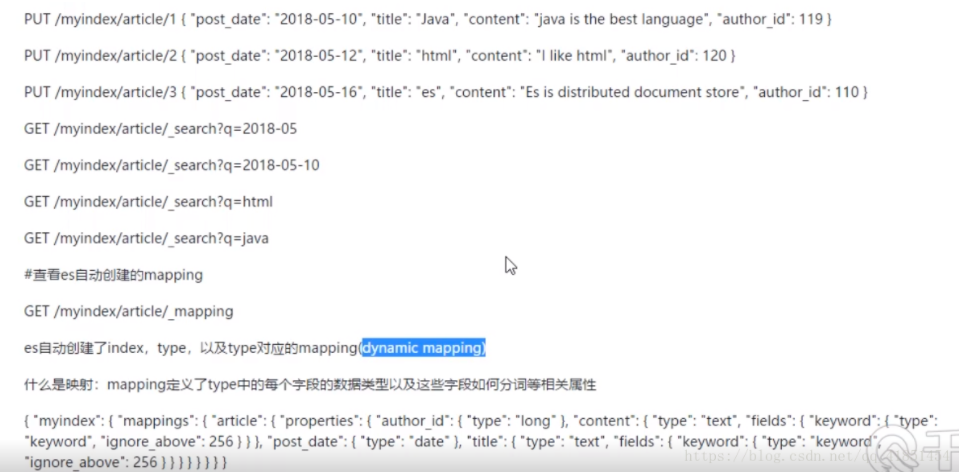 PUT /myindex/article/1 { "post_date": "2018-05-10", "title": "Java", "content": "java is the best language", "author_id": 119 }
PUT /myindex/article/2 { "post_date": "2018-05-12", "title": "html", "content": "I like html", "author_id": 120 }
PUT /myindex/article/3 { "post_date": "2018-05-16", "title": "es", "content": "Es is distributed document store", "author_id": 110 }
GET /myindex/article/_search?q=2018-05
GET /myindex/article/_search?q=2018-05-10
GET /myindex/article/_search?q=html
GET /myindex/article/_search?q=java
#查看es自动创建的mapping
GET /myindex/article/_mapping
es自动创建了index，type，以及type对应的mapping(dynamic mapping)
什么是映射：mapping定义了type中的每个字段的数据类型以及这些字段如何分词等相关属性
{ "myindex": { "mappings": { "article": { "properties": { "author_id": { "type": "long" }, "content": { "type": "text", "fields": { "keyword": { "type":
"keyword", "ignore_above": 256 } } }, "post_date": { "type": "date" }, "title": { "type": "text", "fields": { "keyword": { "type": "keyword",
"ignore_above": 256 } } } } } } } }